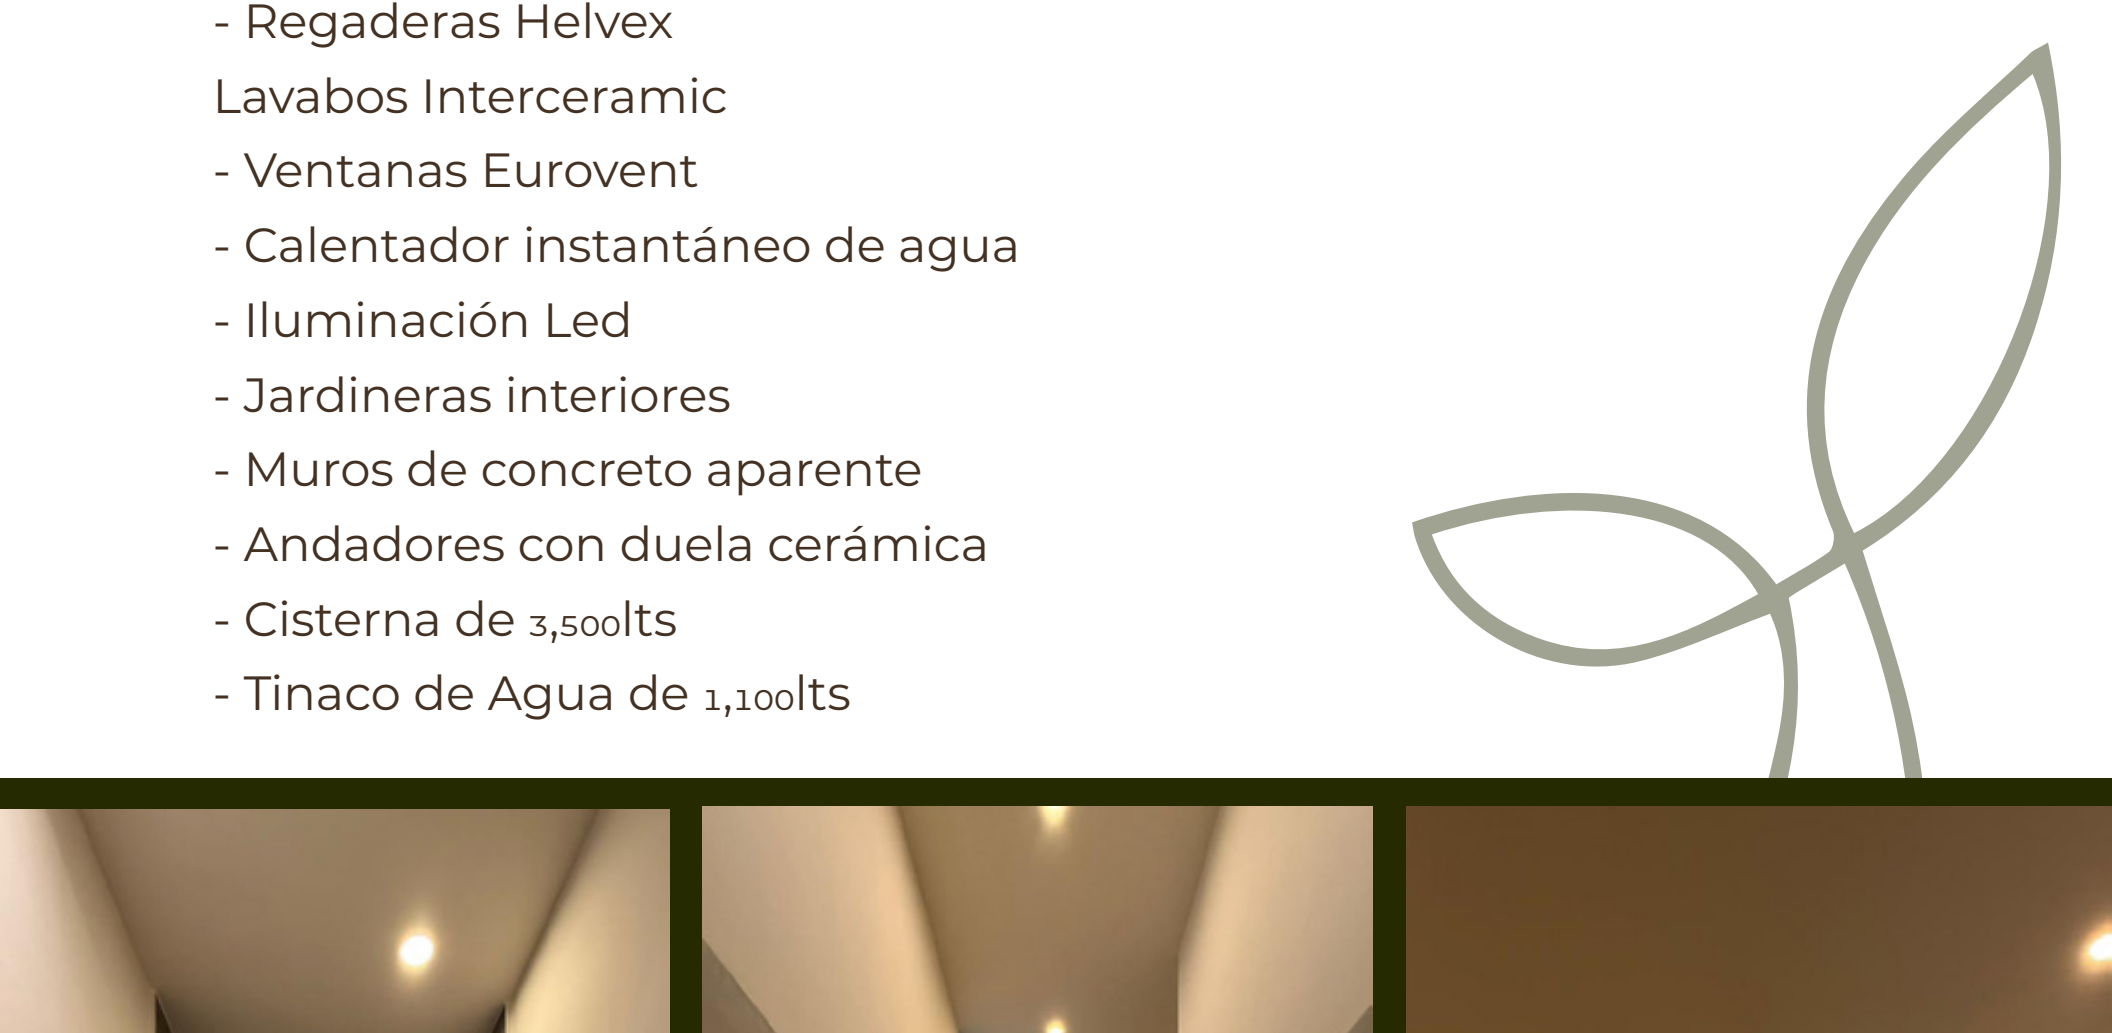 - Regaderas Helvex
Lavabos Interceramic
- Ventanas Eurovent
- Calentador instantáneo de agua
- Iluminación Led
- Jardineras interiores
- Muros de concreto aparente
- Andadores con duela cerámica
- Cisterna de 3,500lts
- Tinaco de Agua de 1,100lts